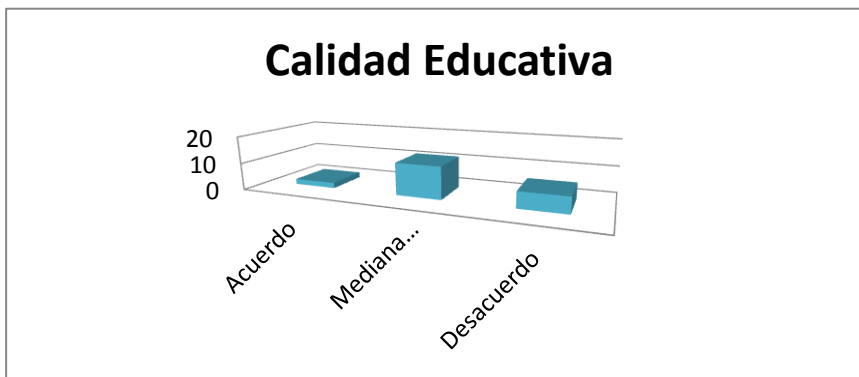 Calidad Educativa
20
10
0
Acuerdo
Mediana...
Desacuerdo